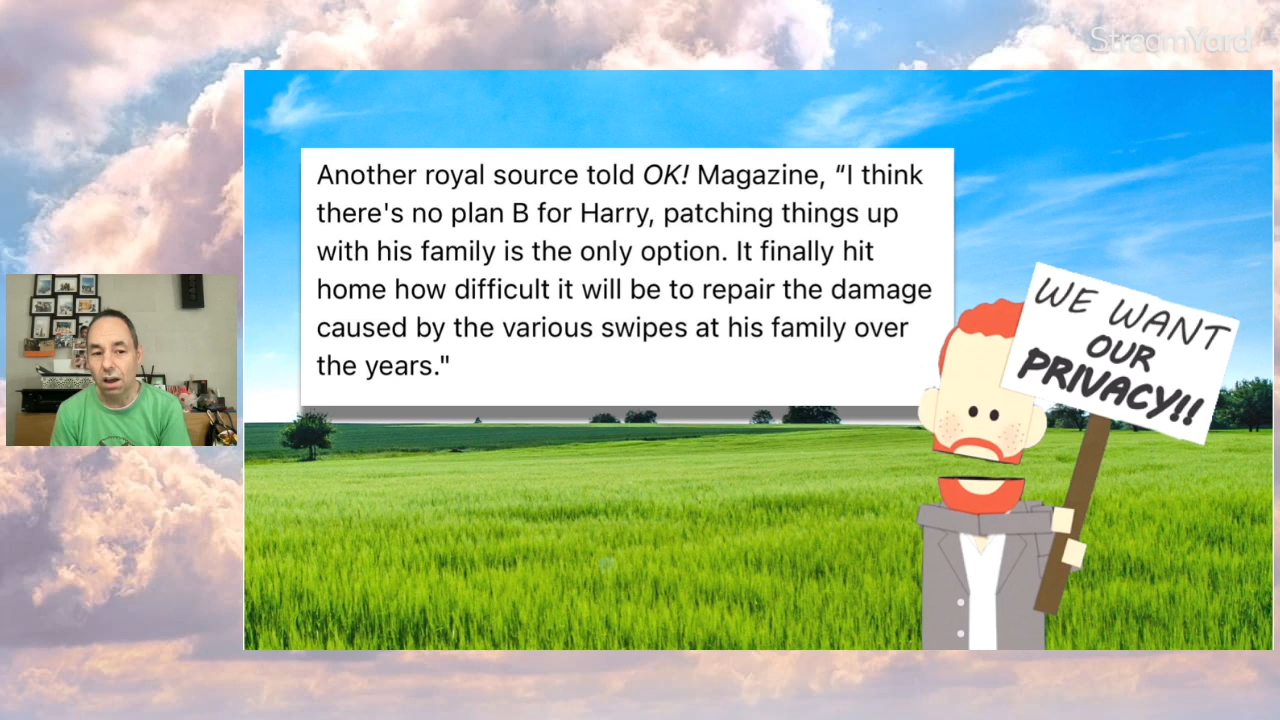 StreamYard
Another royal source told OK! Magazine, “I think
there's no plan B for Harry, patching things up
with his family is the only option. It finally hit
home how difficult it will be to repair the damage
caused by the various swipes at his family over
the years."
WE WANT
OUR
PRIVACY!!